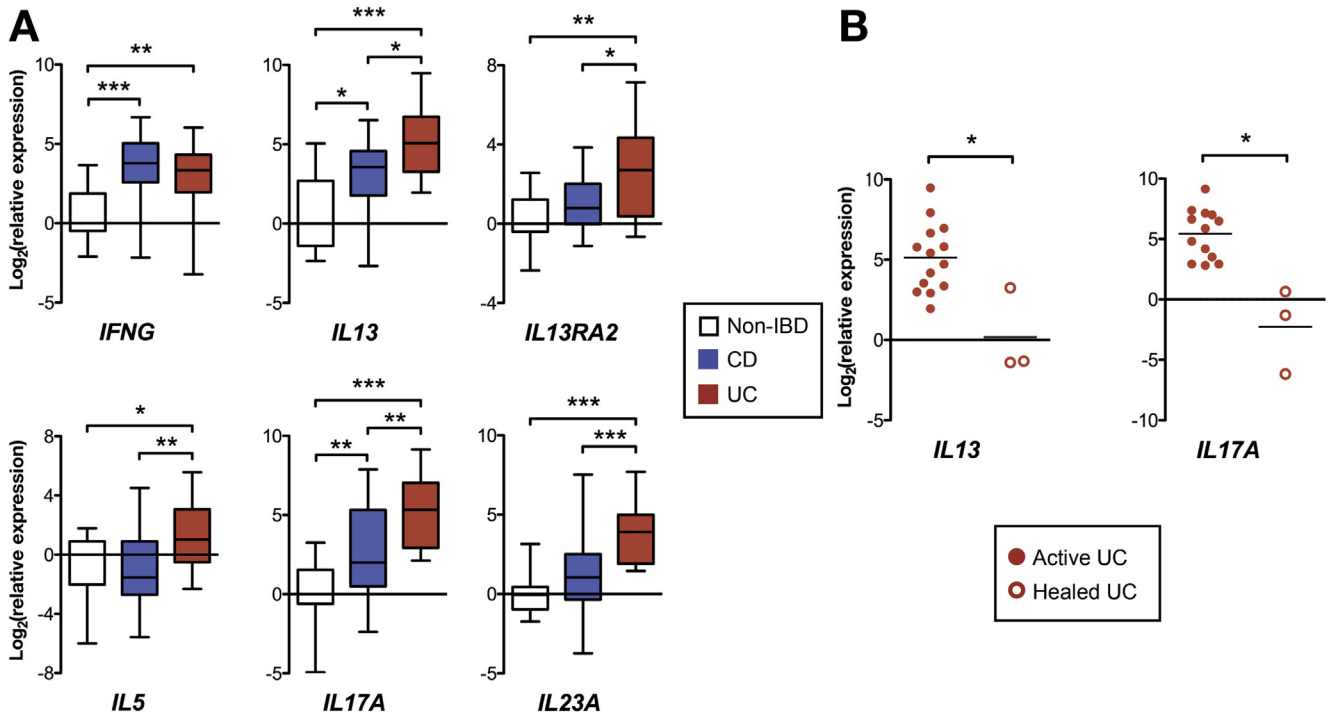 A
Log2(relative expression)
10
5
0
-5
**
***
IFNG
10
5
0
-5
***
*
*
IL13
8
4
0
-4
**
*
IL13RA2
Non-IBD
CD
UC
Log2(relative expression)
8
4
0
-4
-8
*
**
IL5
10
5
0
-5
***
**
**
IL17A
10
5
0
-5
***
***
IL23A
B
Log2(relative expression)
10
5
0
-5
*
IL13
10
5
0
-5
-10
*
IL17A
Active UC
Healed UC